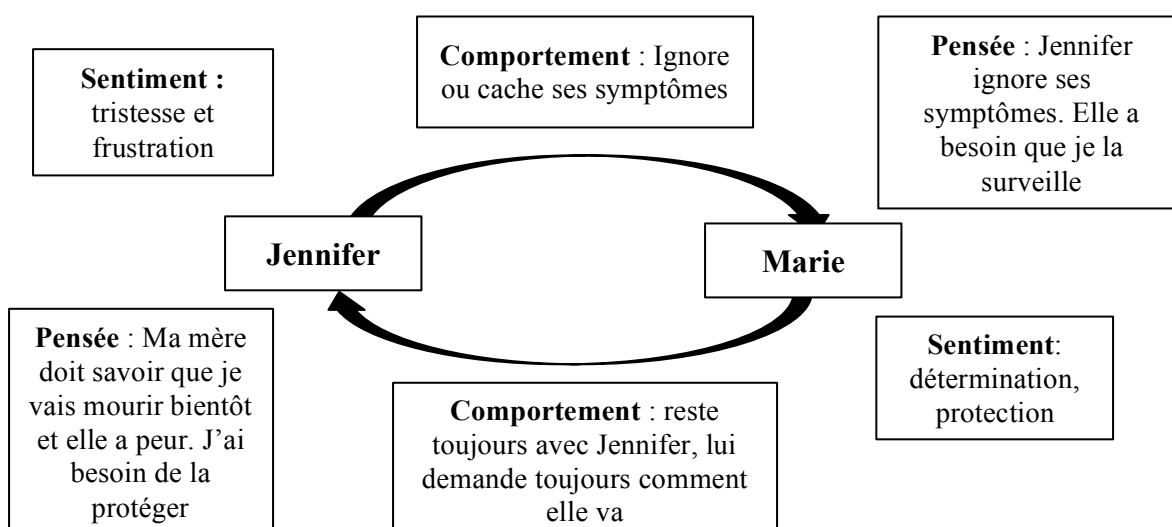 Sentiment :
tristesse et
frustration
Comportement : Ignore
ou cache ses symptômes
Pensée : Jennifer
ignore ses
symptômes. Elle a
besoin que je la
surveille
Jennifer
Marie
Pensée : Ma mère
doit savoir que je
vais mourir bientôt
et elle a peur. J’ai
besoin de la
protéger
Comportement : reste
toujours avec Jennifer, lui
demande toujours comment
elle va
Sentiment:
détermination,
protection